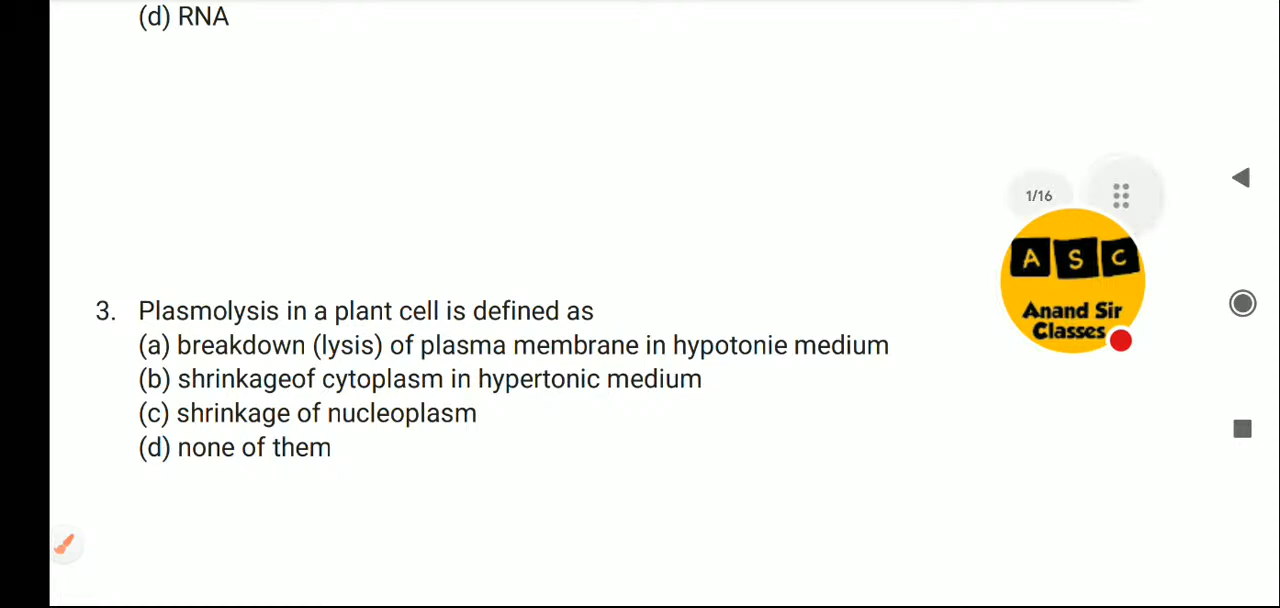 (d) RNA
1/16
A S C
Anand Sir
Classes
3. Plasmolysis in a plant cell is defined as
(a) breakdown (lysis) of plasma membrane in hypotonie medium
(b) shrinkageof cytoplasm in hypertonic medium
(c) shrinkage of nucleoplasm
(d) none of them